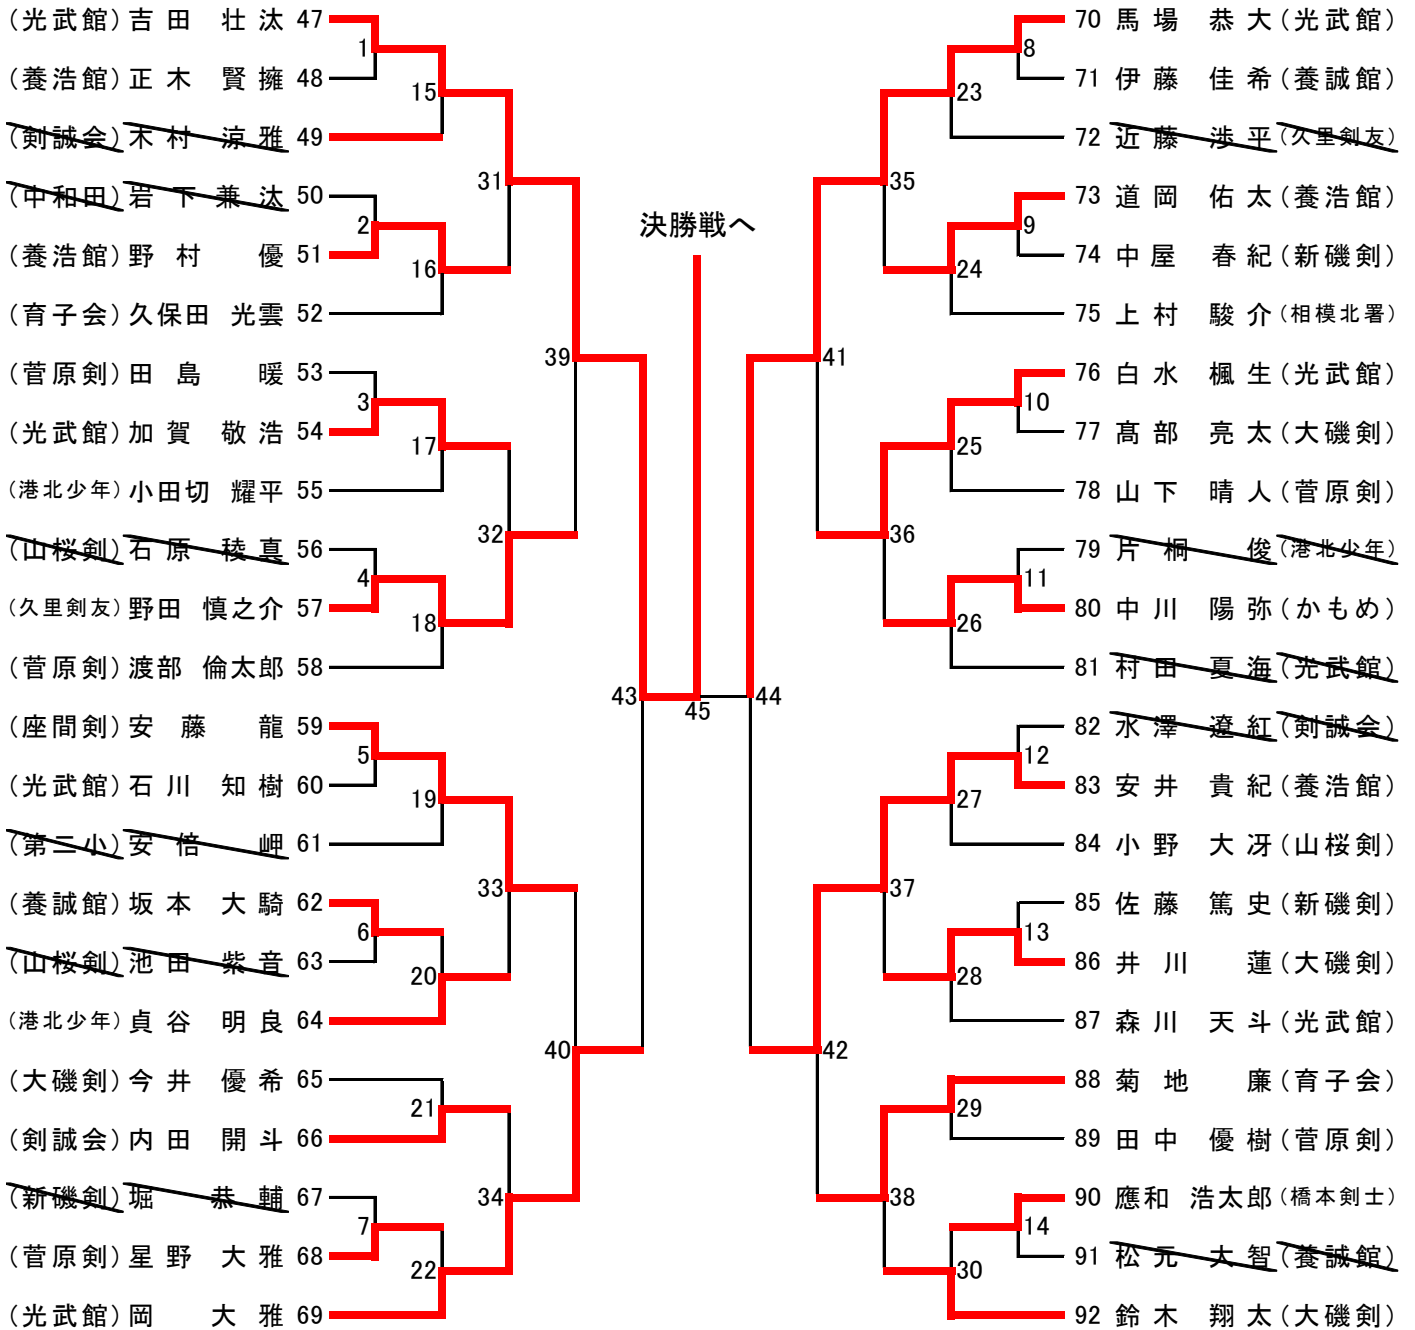 (光武館) 吉田 壮汰 47
(養浩館) 正木 賢擁 48
(剣誠会) 木村 涼雅 49
(中和田) 岩下 兼汰 50
(養浩館) 野村 優 51
(育子会) 久保田 光雲 52
(菅原剣) 田島 暖 53
(光武館) 加賀 敬浩 54
(港北少年) 小田切 耀平 55
(山桜剣) 石原 稜真 56
(久里剣友) 野田 慎之介 57
(菅原剣) 渡部 倫太郎 58
(座間剣) 安藤 龍 59
(光武館) 石川 知樹 60
(第二小) 安倍 岬 61
(養誠館) 坂本 大騎 62
(山桜剣) 池田 紫音 63
(港北少年) 貞谷 明良 64
(大磯剣) 今井 優希 65
(剣誠会) 内田 開斗 66
(新磯剣) 堀 恭輔 67
(菅原剣) 星野 大雅 68
(光武館) 岡 大雅 69
1
2
3
4
5
6
7
15
16
17
18
19
20
21
22
31
32
33
34
39
40
43
決勝戦へ
45
44
41
42
35
36
37
38
23
24
25
26
27
28
29
30
8
9
10
11
12
13
14
70 馬場 恭大 (光武館)
71 伊藤 佳希 (養誠館)
72 近藤 渉平 (久里剣友)
73 道岡 佑太 (養浩館)
74 中屋 春紀 (新磯剣)
75 上村 駿介 (相模北署)
76 白水 楓生 (光武館)
77 髙部 亮太 (大磯剣)
78 山下 晴人 (菅原剣)
79 片桐 俊 (港北少年)
80 中川 陽弥 (かもめ)
81 村田 夏海 (光武館)
82 水澤 遼紅 (剣誠会)
83 安井 貴紀 (養浩館)
84 小野 大冴 (山桜剣)
85 佐藤 篤史 (新磯剣)
86 井川 蓮 (大磯剣)
87 森川 天斗 (光武館)
88 菊地 廉 (育子会)
89 田中 優樹 (菅原剣)
90 應和 浩太郎 (橋本剣士)
91 松元 大智 (養誠館)
92 鈴木 翔太 (大磯剣)